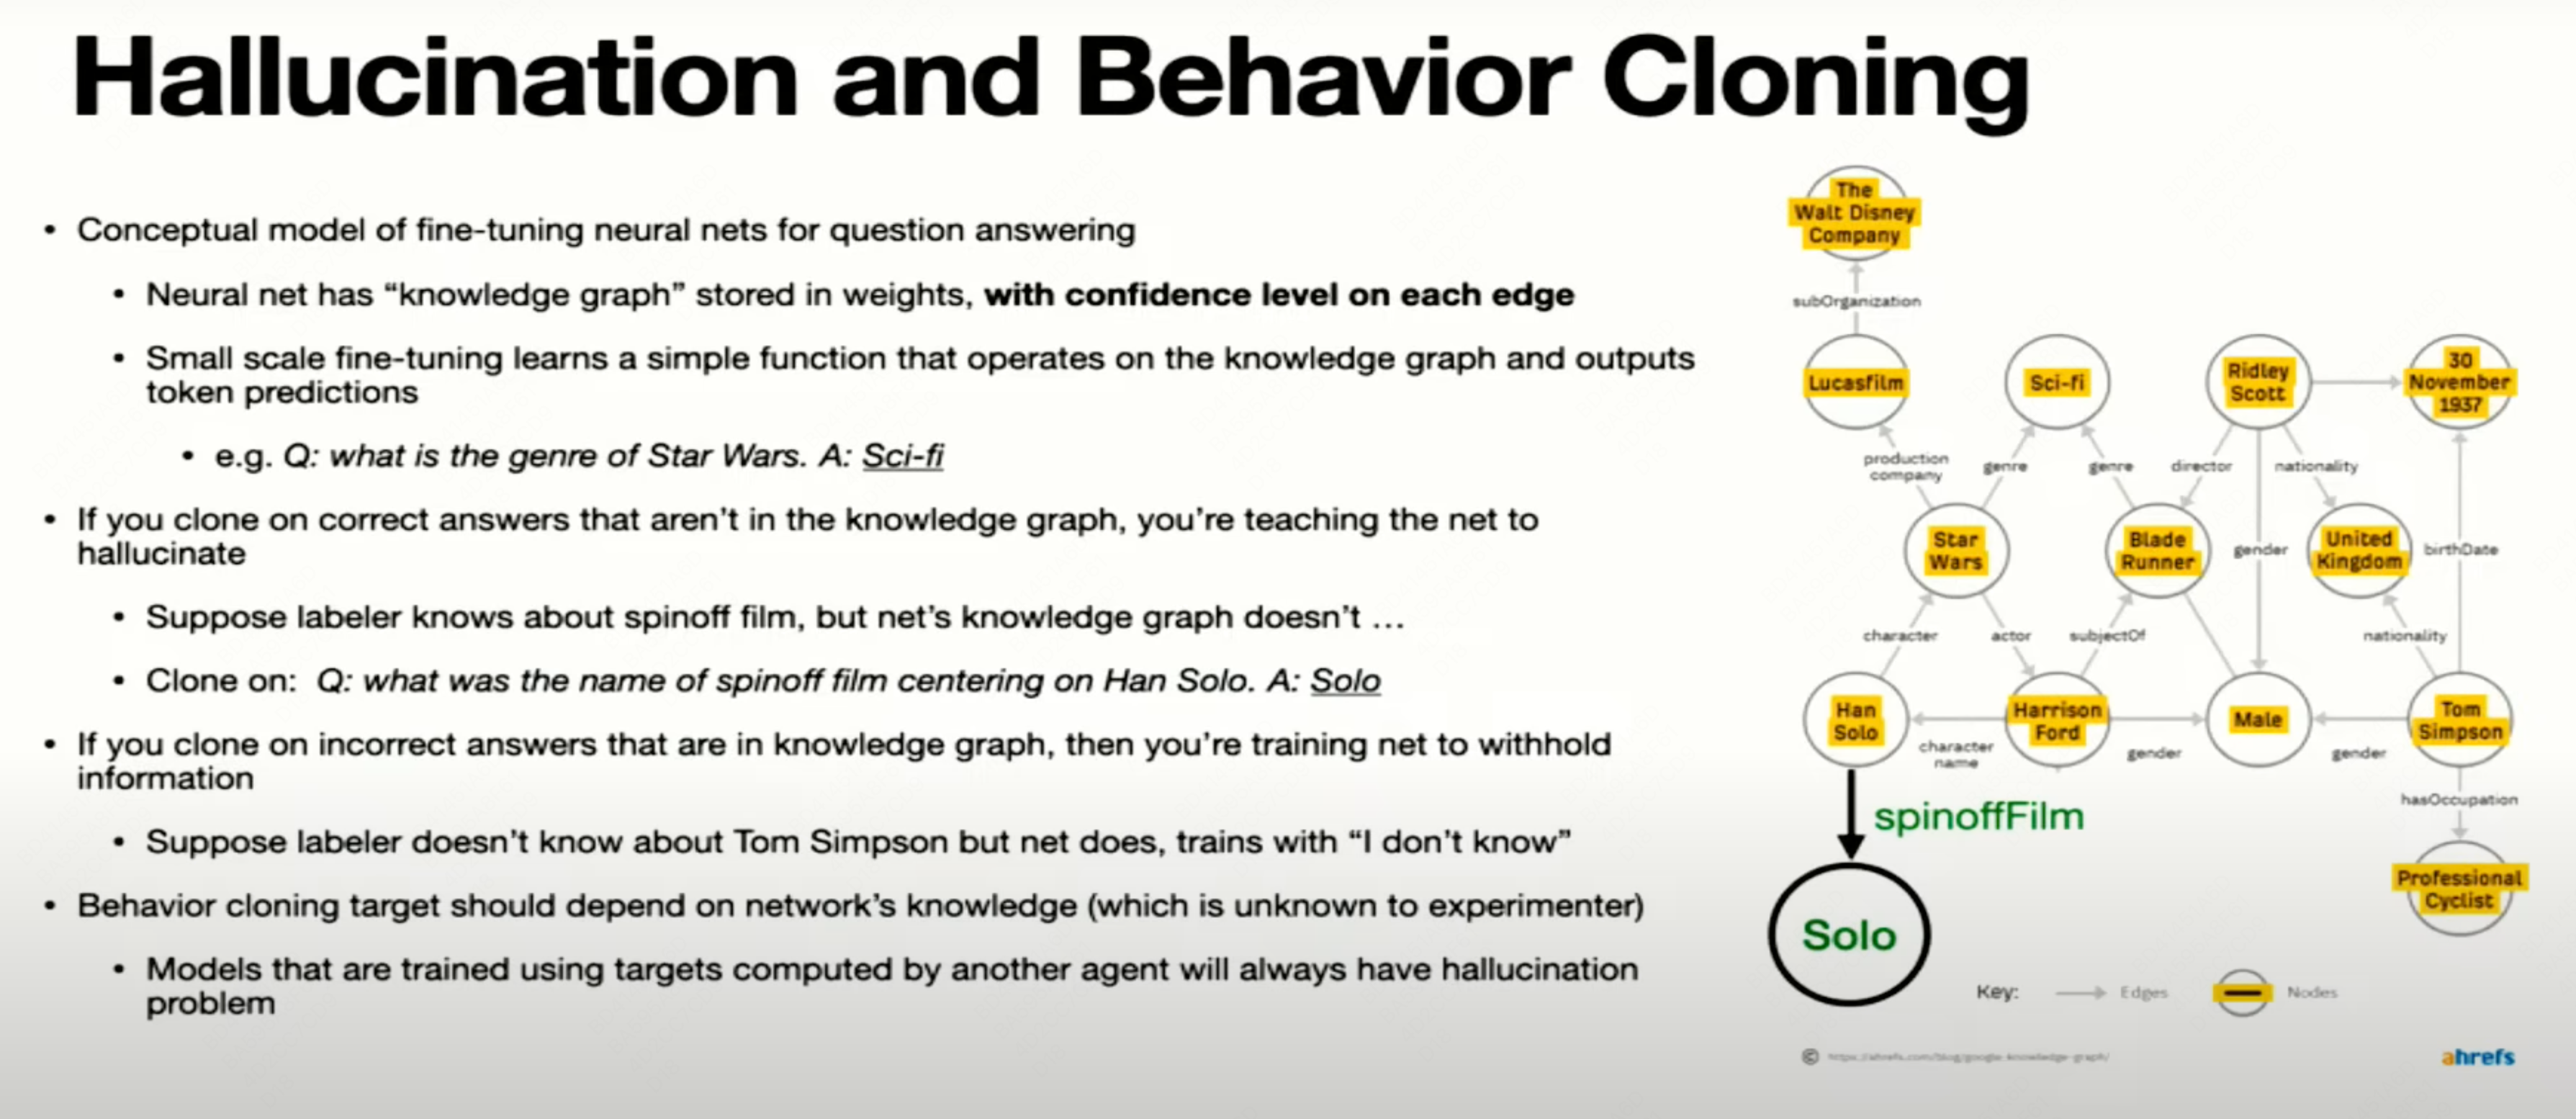 Hallucination and Behavior Cloning
• Conceptual model of fine-tuning neural nets for question answering
• Neural net has “knowledge graph” stored in weights, with confidence level on each edge
• Small scale fine-tuning learns a simple function that operates on the knowledge graph and outputs
token predictions
• e.g. Q: what is the genre of Star Wars. A: Sci-fi
• If you clone on correct answers that aren’t in the knowledge graph, you’re teaching the net to
hallucinate
• Suppose labeler knows about spinoff film, but net’s knowledge graph doesn’t ...
• Clone on: Q: what was the name of spinoff film centering on Han Solo. A: Solo
• If you clone on incorrect answers that are in knowledge graph, then you’re training net to withhold
information
• Suppose labeler doesn’t know about Tom Simpson but net does, trains with “I don’t know”
• Behavior cloning target should depend on network’s knowledge (which is unknown to experimenter)
• Models that are trained using targets computed by another agent will always have hallucination
problem
The
Walt Disney
Company
subOrganization
Lucasfilm
Sci-fi
Ridley
Scott
30
November
1937
production
company
genre
genre
director
nationality
Star
Wars
Blade
Runner
gender
United
Kingdom
birthDate
character
actor
subjectOf
nationality
Han
Solo
character
name
Harrison
Ford
gender
Male
gender
Tom
Simpson
hasOccupation
spinoffFilm
Professional
Cyclist
Solo
Key:
Edges
Nodes
© https://ahrefs.com/blog/google-knowledge-graph/
ahrefs